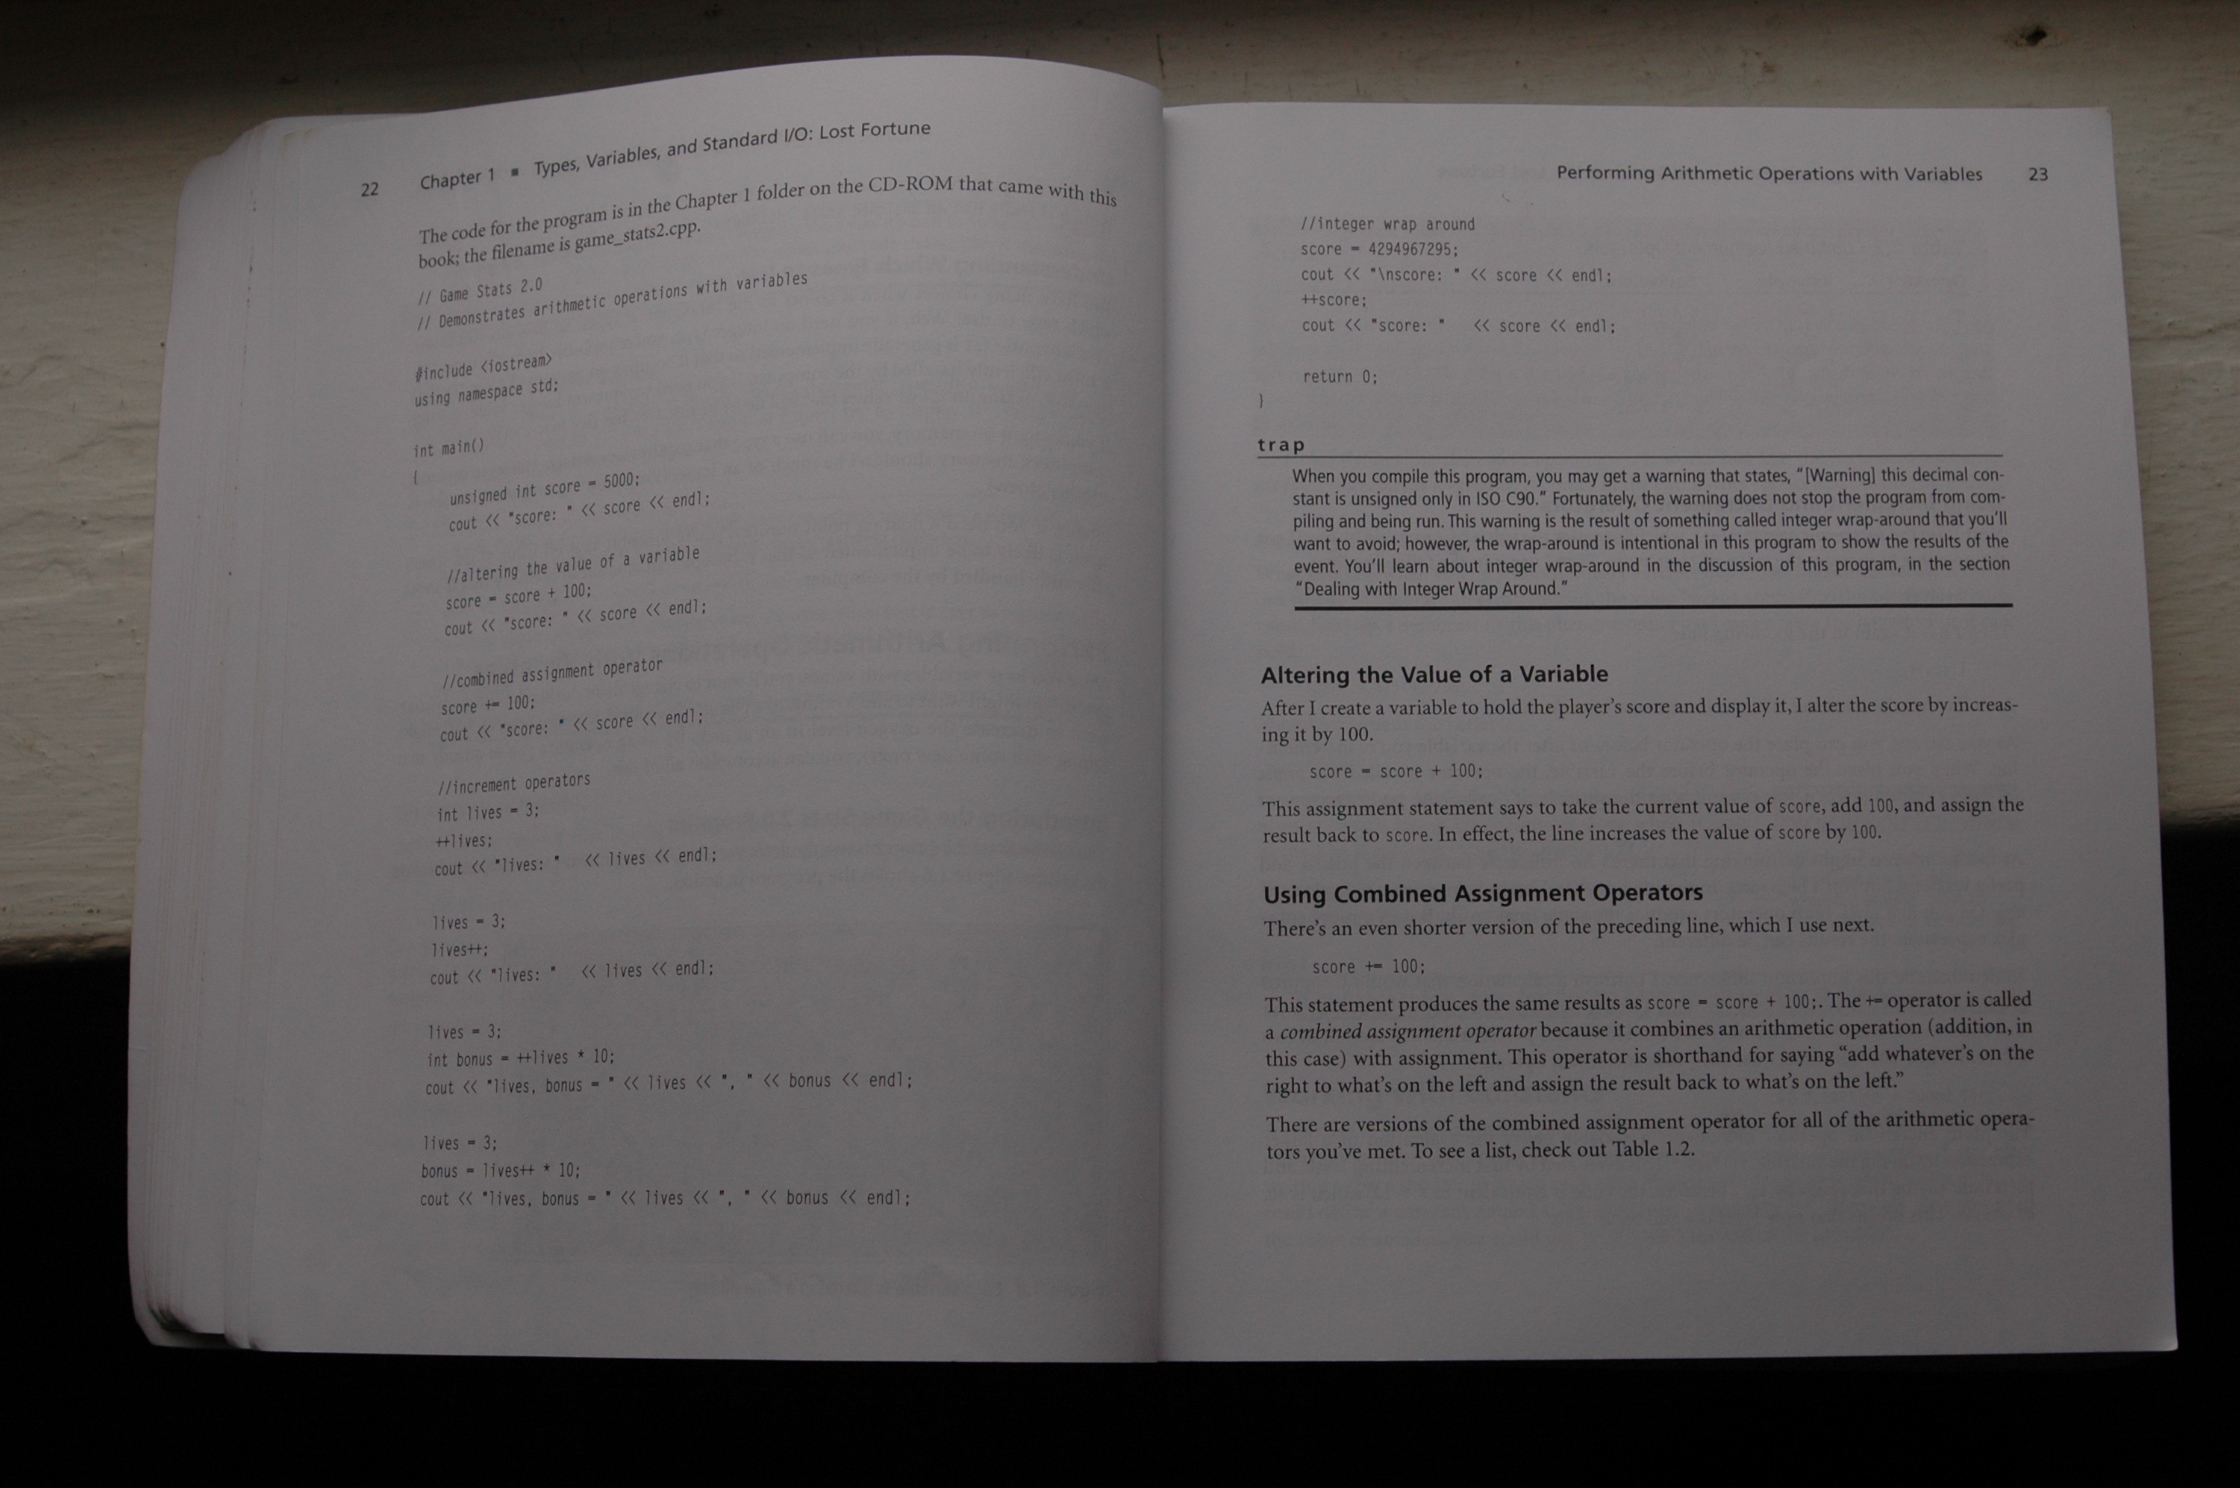 22 Chapter 1 ■ Types, Variables, and Standard I/O: Lost Fortune
The code for the program is in the Chapter 1 folder on the CD-ROM that came with this
book; the filename is game_stats2.cpp.
// Game Stats 2.0
// Demonstrates arithmetic operations with variables
#include <iostream>
using namespace std;
int main()
{
unsigned int score = 5000;
cout << "score: " << score << endl;
//altering the value of a variable
score = score + 100;
cout << "score: " << score << endl;
//combined assignment operator
score += 100;
cout << "score: " << score << endl;
//increment operators
int lives = 3;
++lives;
cout << "lives: " << lives << endl;
lives = 3;
lives++;
cout << "lives: " << lives << endl;
lives = 3;
int bonus = ++lives * 10;
cout << "lives, bonus = " << lives << ", " << bonus << endl;
lives = 3;
bonus = lives++ * 10;
cout << "lives, bonus = " << lives << ", " << bonus << endl;
Performing Arithmetic Operations with Variables 23
//integer wrap around
score = 4294967295;
cout << "\nscore: " << score << endl;
++score;
cout << "score: " << score << endl;
return 0;
}
trap
When you compile this program, you may get a warning that states, "[Warning] this decimal con-
stant is unsigned only in ISO C90." Fortunately, the warning does not stop the program from com-
piling and being run. This warning is the result of something called integer wrap-around that you'll
want to avoid; however, the wrap-around is intentional in this program to show the results of the
event. You'll learn about integer wrap-around in the discussion of this program, in the section
"Dealing with Integer Wrap Around."
Altering the Value of a Variable
After I create a variable to hold the player's score and display it, I alter the score by increas-
ing it by 100.
score = score + 100;
This assignment statement says to take the current value of score, add 100, and assign the
result back to score. In effect, the line increases the value of score by 100.
Using Combined Assignment Operators
There's an even shorter version of the preceding line, which I use next.
score += 100;
This statement produces the same results as score = score + 100;. The += operator is called
a combined assignment operator because it combines an arithmetic operation (addition, in
this case) with assignment. This operator is shorthand for saying "add whatever's on the
right to what's on the left and assign the result back to what's on the left."
There are versions of the combined assignment operator for all of the arithmetic opera-
tors you've met. To see a list, check out Table 1.2.